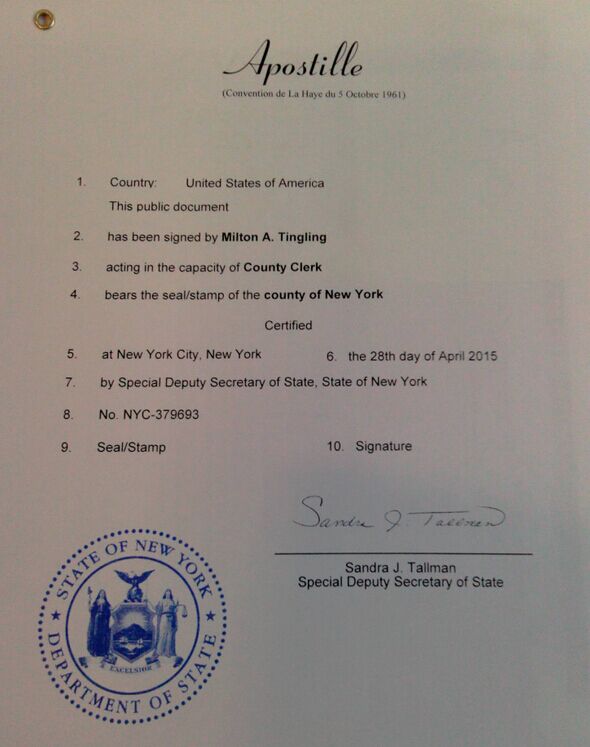 Apostille
(Convention de La Haye du 5 Octobre 1961)
1. Country: United States of America
This public document
2. has been signed by Milton A. Tingling
3. acting in the capacity of County Clerk
4. bears the seal/stamp of the county of New York
Certified
5. at New York City, New York 6. the 28th day of April 2015
7. by Special Deputy Secretary of State, State of New York
8. No. NYC-379693
9. Seal/Stamp 10. Signature
Sandra J. Tallman
Sandra J. Tallman
Special Deputy Secretary of State
STATE OF NEW YORK
EXCELSIOR
DEPARTMENT OF STATE